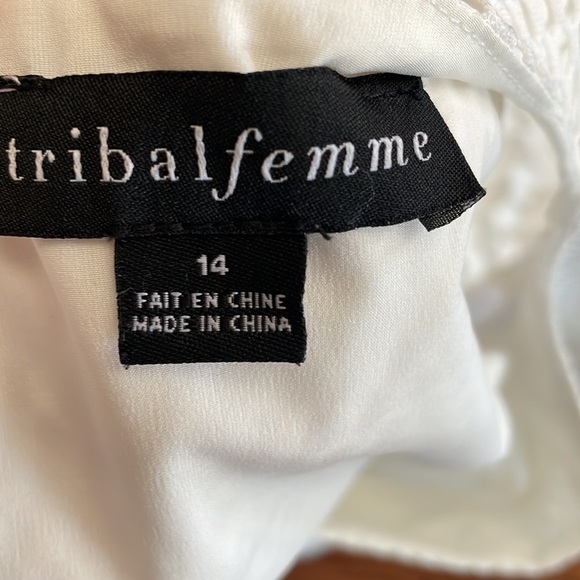 tribalfemme
14
FAIT EN CHINE
MADE IN CHINA